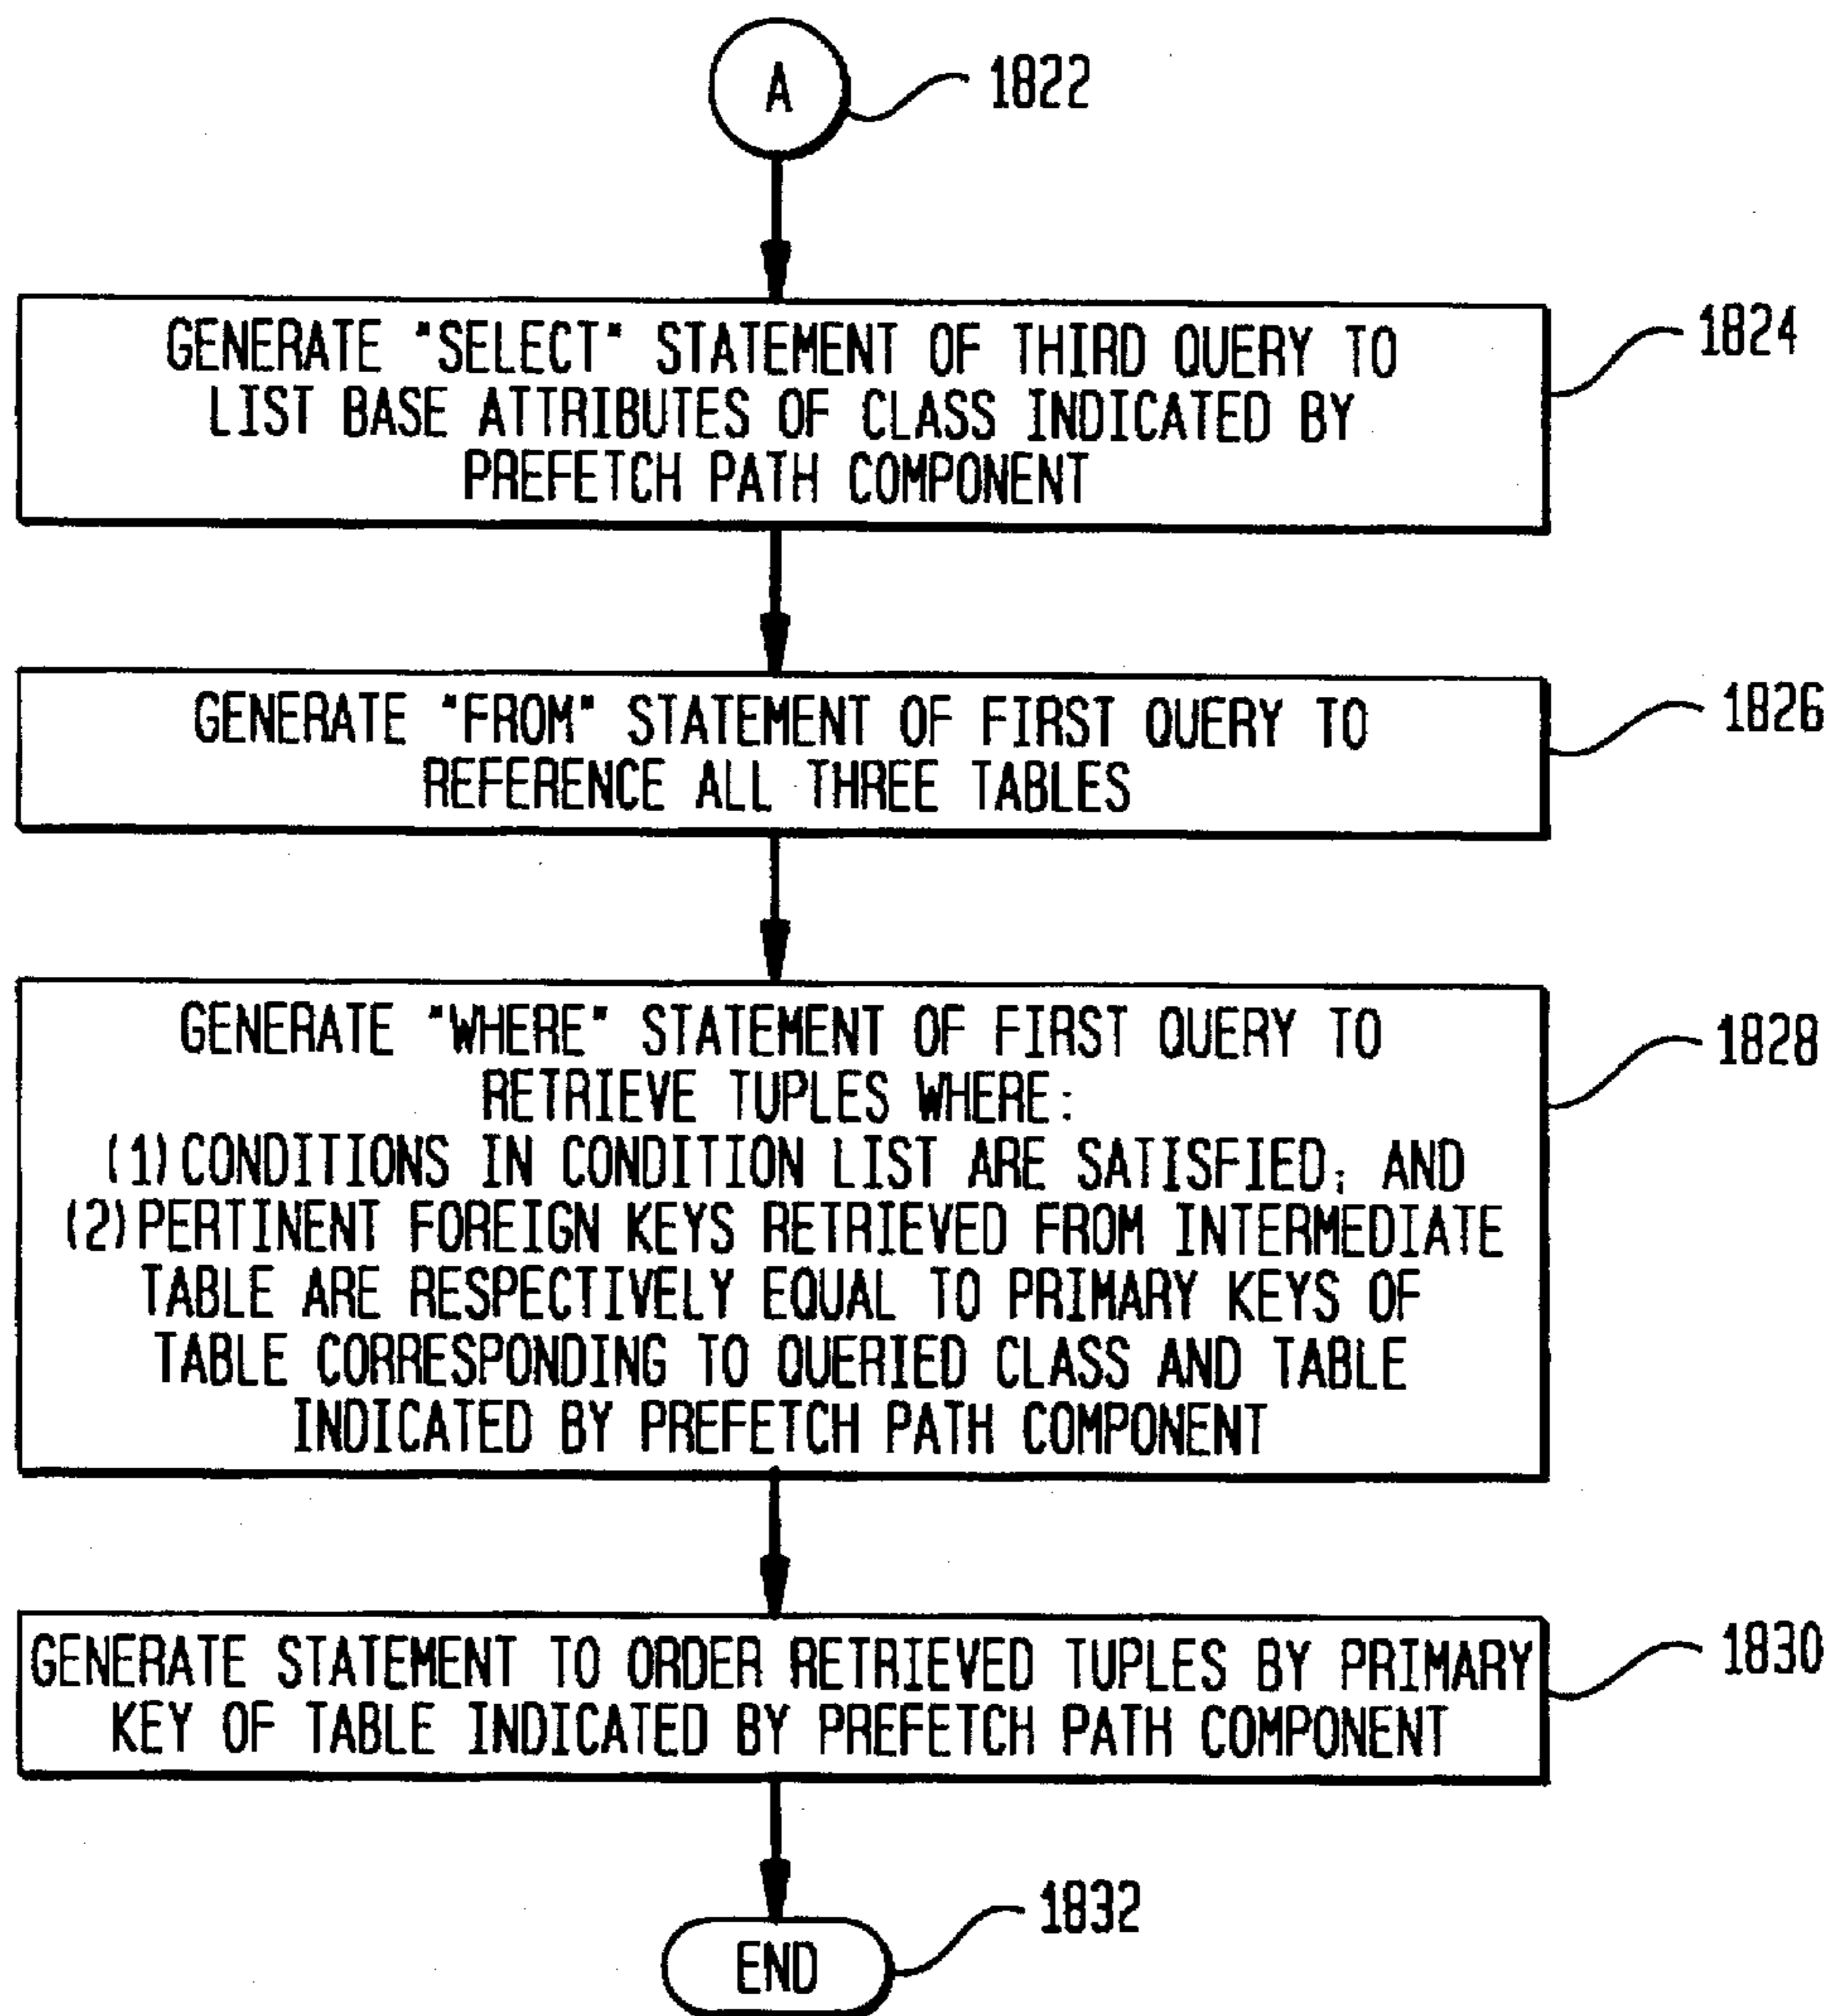 A
1822
GENERATE "SELECT" STATEMENT OF THIRD QUERY TO
LIST BASE ATTRIBUTES OF CLASS INDICATED BY
PREFETCH PATH COMPONENT
1824
GENERATE "FROM" STATEMENT OF FIRST QUERY TO
REFERENCE ALL THREE TABLES
1826
GENERATE "WHERE" STATEMENT OF FIRST QUERY TO
RETRIEVE TUPLES WHERE:
(1) CONDITIONS IN CONDITION LIST ARE SATISFIED; AND
(2) PERTINENT FOREIGN KEYS RETRIEVED FROM INTERMEDIATE
TABLE ARE RESPECTIVELY EQUAL TO PRIMARY KEYS OF
TABLE CORRESPONDING TO QUERIED CLASS AND TABLE
INDICATED BY PREFETCH PATH COMPONENT
1828
GENERATE STATEMENT TO ORDER RETRIEVED TUPLES BY PRIMARY
KEY OF TABLE INDICATED BY PREFETCH PATH COMPONENT
1830
END
1832